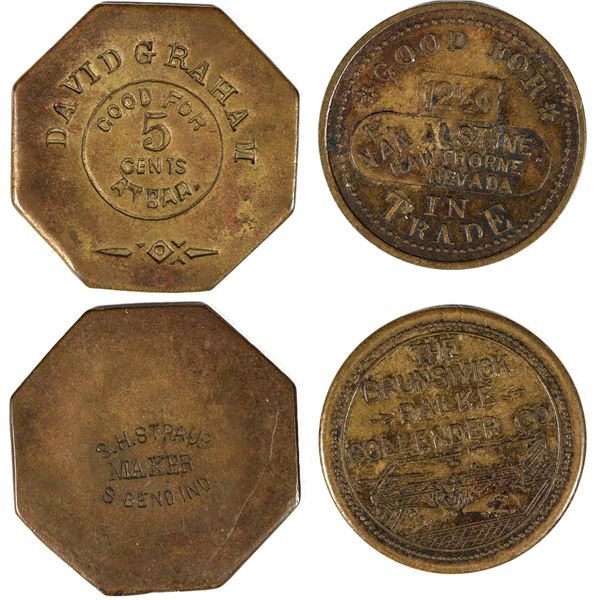 DAVID GRAHAM
GOOD FOR
5
CENTS
AT BAR.
GOOD FOR
12½¢
VAN ALSTINE
HAWTHORNE
NEVADA
IN
TRADE
S.H. STRAUB
MAKER
S BEND IND
THE
BRUNSWICK
BALKE
COLLENDER CO